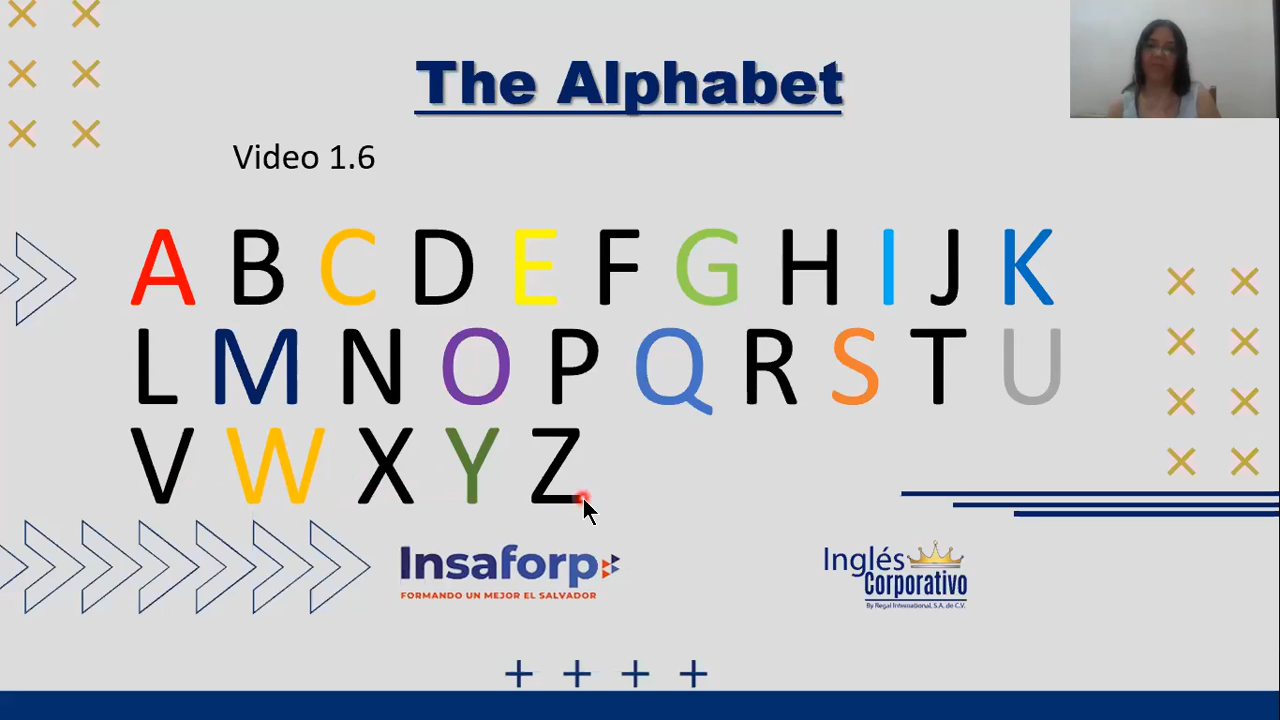 The Alphabet
Video 1.6
A B C D E F G H I J K
L M N O P Q R S T U
V W X Y Z
Insaforp
FORMANDO UN MEJOR EL SALVADOR
Inglés
Corporativo
By Regal International, S.A. de C.V.